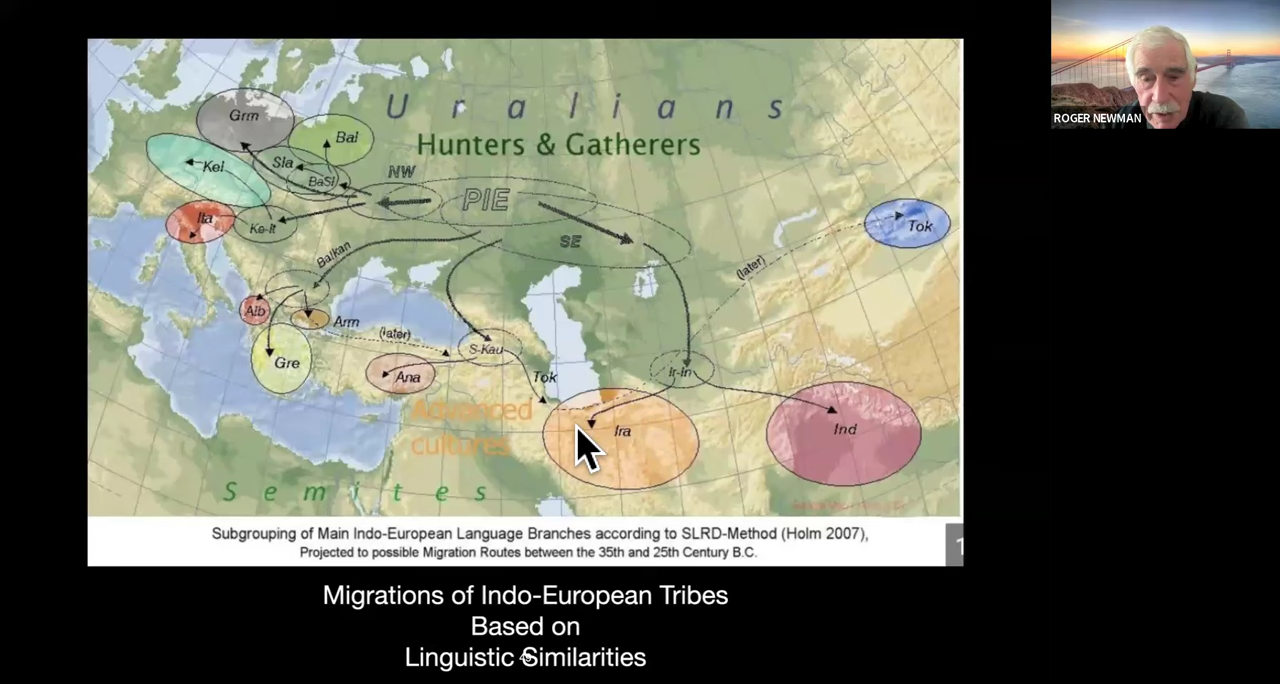 ROGER NEWMAN
U r a l i a n s
Hunters & Gatherers
Grm
Bal
Kel
Sla
BaSl
NW
PIE
Ita
Ke-It
SE
Tok
Balkan
(later)
Alb
Arm
(later)
Gre
S-Kau
Ana
Tok
Ir-In
Advanced
cultures
Ira
Ind
S e m i t e s
Subgrouping of Main Indo-European Language Branches according to SLRD-Method (Holm 2007),
Projected to possible Migration Routes between the 35th and 25th Century B.C.
Migrations of Indo-European Tribes
Based on
Linguistic Similarities